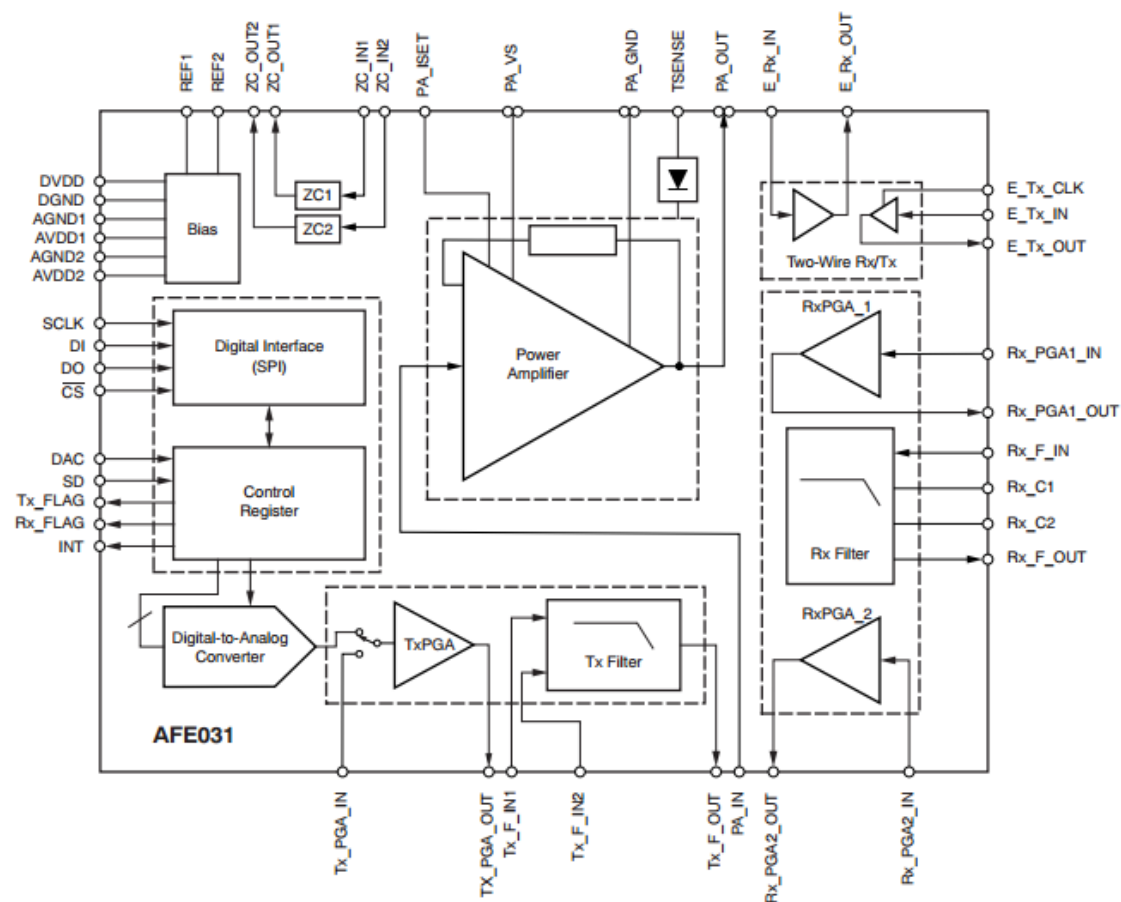 REF1
REF2
ZC_OUT2
ZC_OUT1
ZC_IN1
ZC_IN2
PA_ISET
PA_VS
PA_GND
TSENSE
PA_OUT
E_Rx_IN
E_Rx_OUT
DVDD
DGND
AGND1
AVDD1
AGND2
AVDD2
Bias
ZC1
ZC2
E_Tx_CLK
E_Tx_IN
E_Tx_OUT
Two-Wire Rx/Tx
SCLK
DI
DO
CS
Digital Interface
(SPI)
Power
Amplifier
RxPGA_1
Rx_PGA1_IN
Rx_PGA1_OUT
Rx_F_IN
Rx_C1
Rx_C2
Rx_F_OUT
Rx Filter
DAC
SD
Tx_FLAG
Rx_FLAG
INT
Control
Register
Digital-to-Analog
Converter
TxPGA
Tx Filter
RxPGA_2
AFE031
Tx_PGA_IN
TX_PGA_OUT
Tx_F_IN1
Tx_F_IN2
Tx_F_OUT
PA_IN
Rx_PGA2_OUT
Rx_PGA2_IN